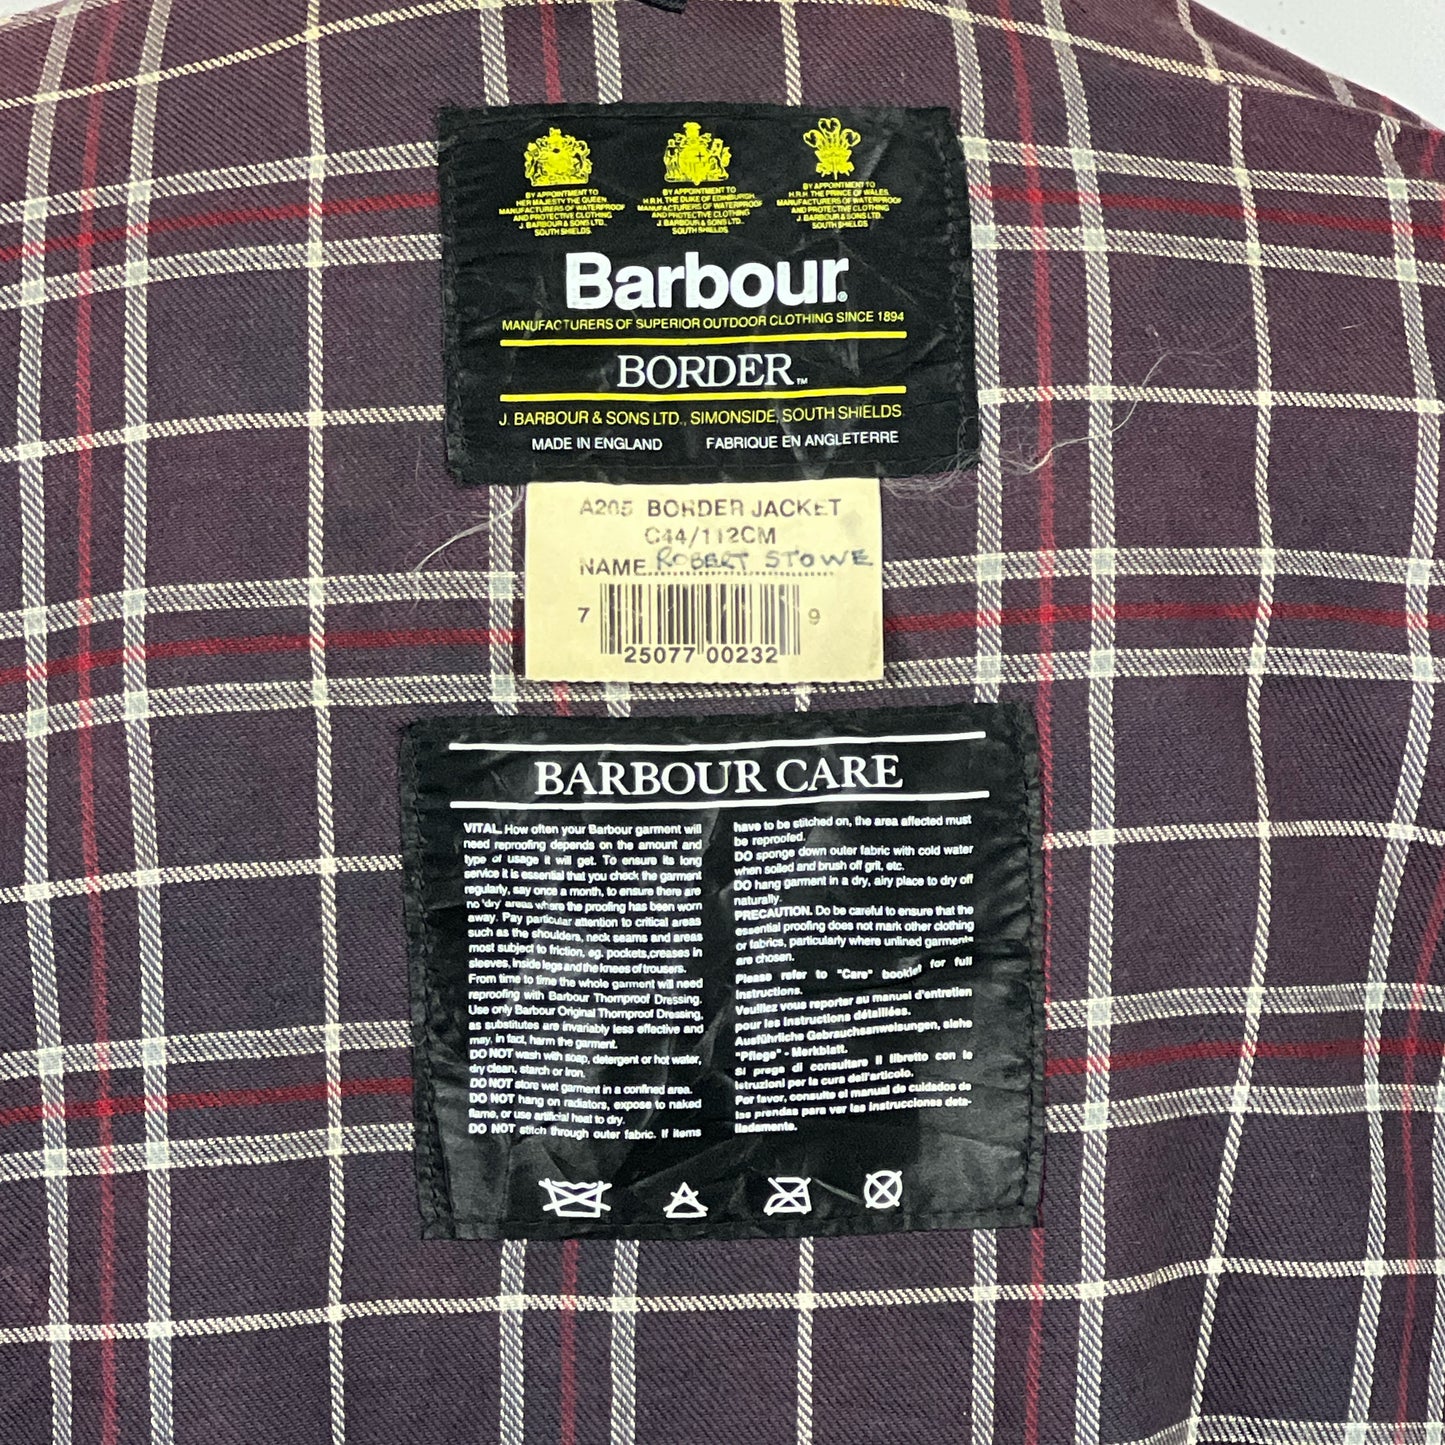 BY APPOINTMENT TO
HER MAJESTY THE QUEEN
MANUFACTURERS OF WATERPROOF
AND PROTECTIVE CLOTHING
J. BARBOUR & SONS LTD.,
SOUTH SHIELDS
BY APPOINTMENT TO
H.R.H. THE DUKE OF EDINBURGH
MANUFACTURERS OF WATERPROOF
AND PROTECTIVE CLOTHING
J. BARBOUR & SONS LTD.,
SOUTH SHIELDS
BY APPOINTMENT TO
H.R.H. THE PRINCE OF WALES
MANUFACTURERS OF WATERPROOF
AND PROTECTIVE CLOTHING
J. BARBOUR & SONS LTD.
SOUTH SHIELDS
Barbour®
MANUFACTURERS OF SUPERIOR OUTDOOR CLOTHING SINCE 1894
BORDER™
J. BARBOUR & SONS LTD., SIMONSIDE, SOUTH SHIELDS
MADE IN ENGLAND FABRIQUE EN ANGLETERRE
A205 BORDER JACKET
C44/112CM
NAME ROBERT STOWE
7 25077 00232 9
BARBOUR CARE
VITAL. How often your Barbour garment will
need reproofing depends on the amount and
type of usage it will get. To ensure its long
service it is essential that you check the garment
regularly, say once a month, to ensure there are
no 'dry' areas where the proofing has been worn
away. Pay particular attention to critical areas
such as the shoulders, neck seams and areas
most subject to friction, eg. pockets,creases in
sleeves, inside legs and the knees of trousers.
From time to time the whole garment will need
reproofing with Barbour Thornproof Dressing.
Use only Barbour Original Thornproof Dressing,
as substitutes are invariably less effective and
may, in fact, harm the garment.
DO NOT wash with soap, detergent or hot water,
dry clean, starch or iron.
DO NOT store wet garment in a confined area.
DO NOT hang on radiators, expose to naked
flame, or use artificial heat to dry.
DO NOT stitch through outer fabric. If items
have to be stitched on, the area affected must
be reproofed.
DO sponge down outer fabric with cold water
when soiled and brush off grit, etc.
DO hang garment in a dry, airy place to dry off
naturally.
PRECAUTION. Do be careful to ensure that the
essential proofing does not mark other clothing
or fabrics, particularly where unlined garments
are chosen.
Please refer to "Care" booklet for full
instructions.
Veuillez vous reporter au manuel d'entretien
pour les instructions détaillées.
Ausführliche Gebrauchsanweisungen, siehe
"Pflege" - Merkblatt.
Si prega di consultare il libretto con le
istruzioni per la cura dell'articolo.
Por favor, consulte el manual de cuidados de
las prendas para ver las instrucciones deta-
lladamente.